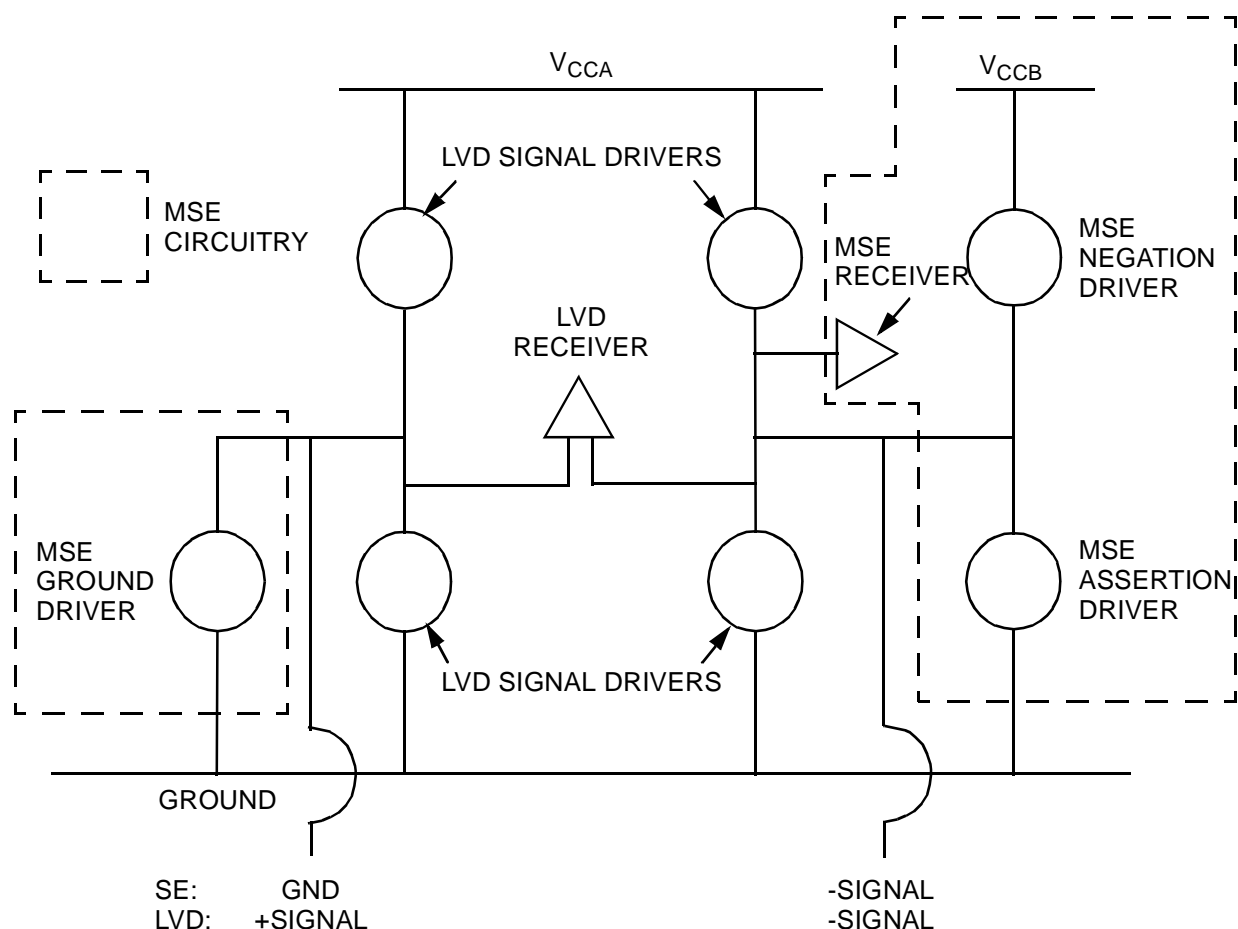 VCCA
VCCB
LVD SIGNAL DRIVERS
MSE
CIRCUITRY
MSE
RECEIVER
MSE
NEGATION
DRIVER
LVD
RECEIVER
MSE
GROUND
DRIVER
MSE
ASSERTION
DRIVER
LVD SIGNAL DRIVERS
GROUND
SE: GND -SIGNAL
LVD: +SIGNAL -SIGNAL